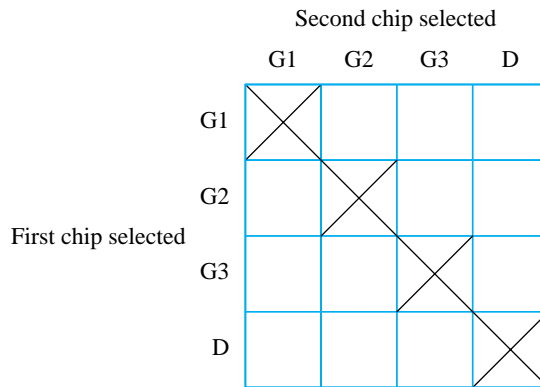 Second chip selected
G1 G2 G3 D
G1
G2
First chip selected
G3
D